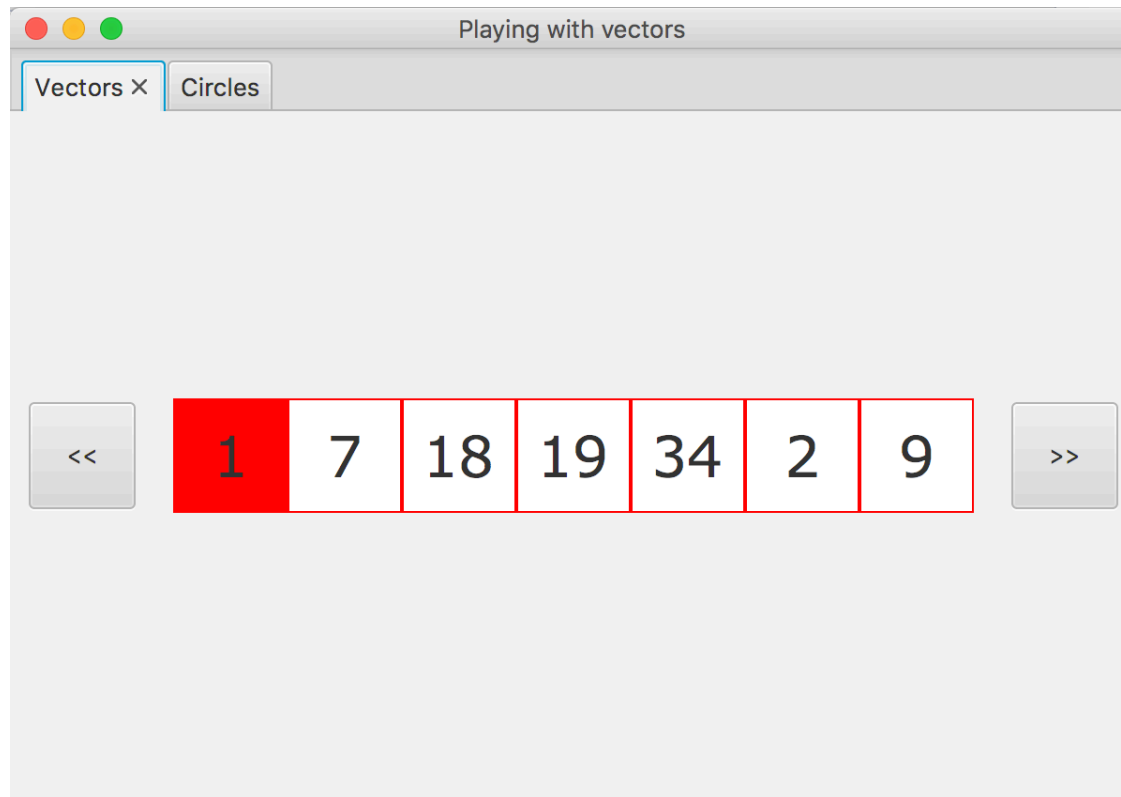 Playing with vectors
Vectors ×
Circles
<< 1 7 18 19 34 2 9 >>